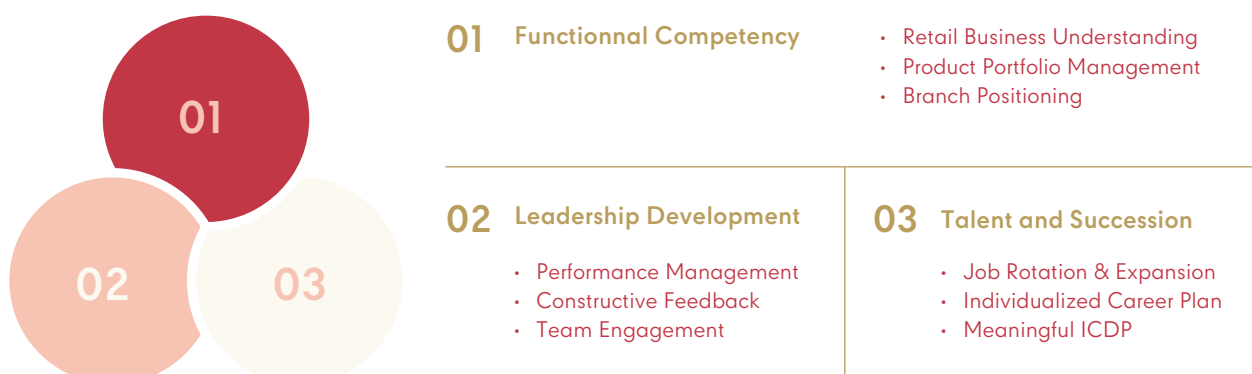 01
02
03
01 Functionnal Competency
• Retail Business Understanding
• Product Portfolio Management
• Branch Positioning
02 Leadership Development
• Performance Management
• Constructive Feedback
• Team Engagement
03 Talent and Succession
• Job Rotation & Expansion
• Individualized Career Plan
• Meaningful ICDP